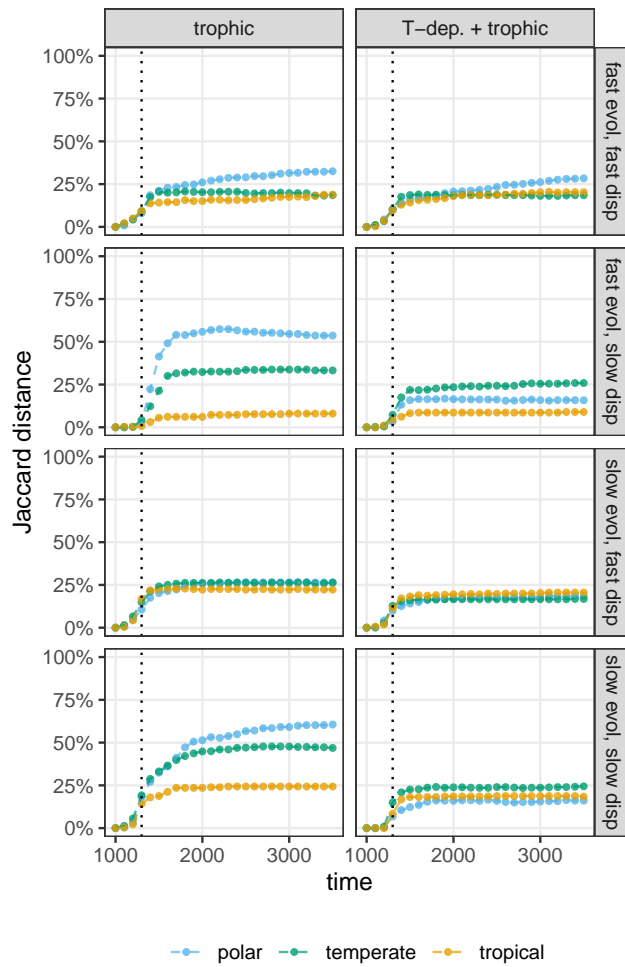 trophic
T−dep. + trophic
100%
75%
50%
25%
0%
fast evol, fast disp
100%
75%
50%
25%
0%
fast evol, slow disp
100%
75%
50%
25%
0%
slow evol, fast disp
100%
75%
50%
25%
0%
slow evol, slow disp
Jaccard distance
1000 2000 3000
1000 2000 3000
time
polar temperate tropical